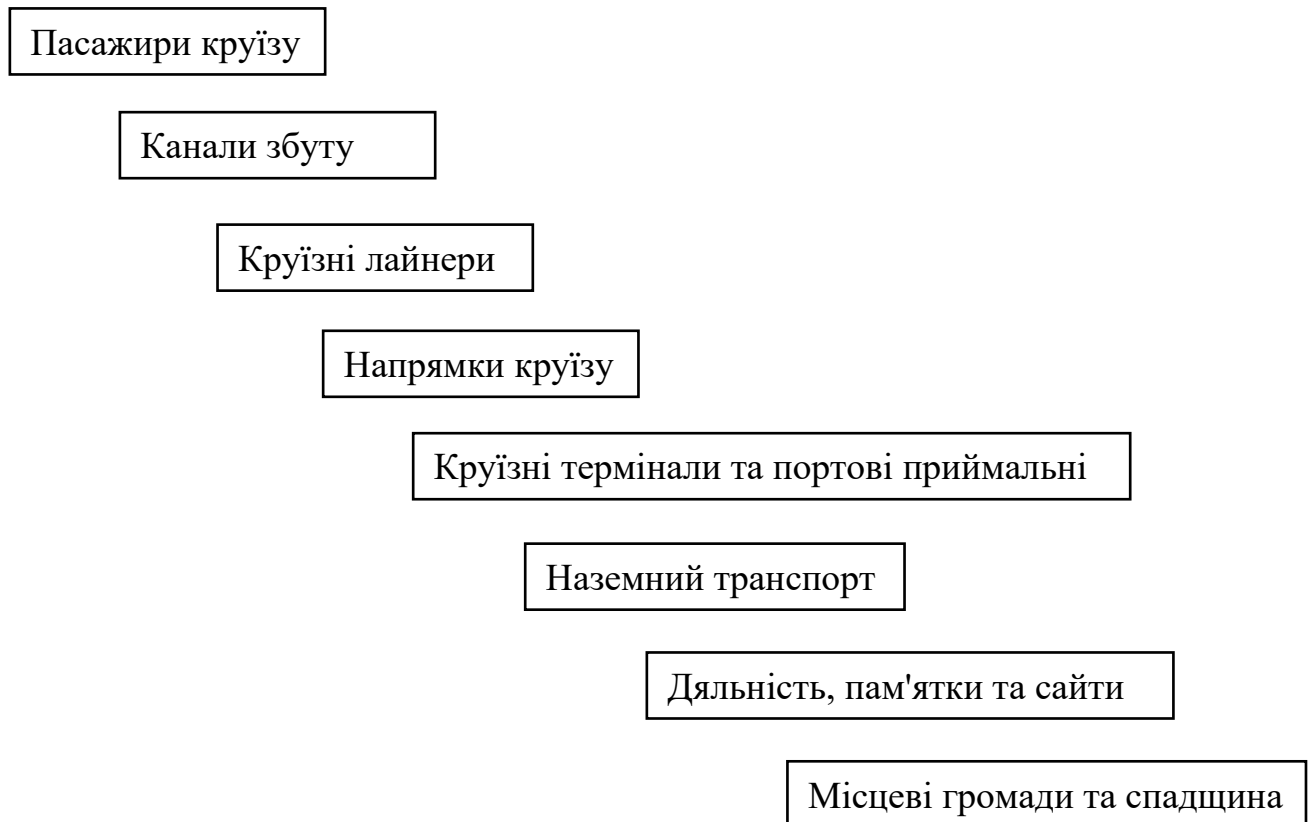 Пасажири круїзу
Канали збуту
Круїзні лайнери
Напрямки круїзу
Круїзні термінали та портові приймальні
Наземний транспорт
Дяльність, пам'ятки та сайти
Місцеві громади та спадщина